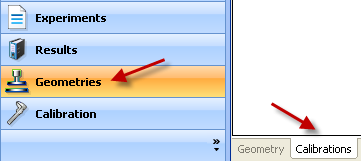 Experiments
Results
Geometries
Calibration
»
Geometry Calibrations